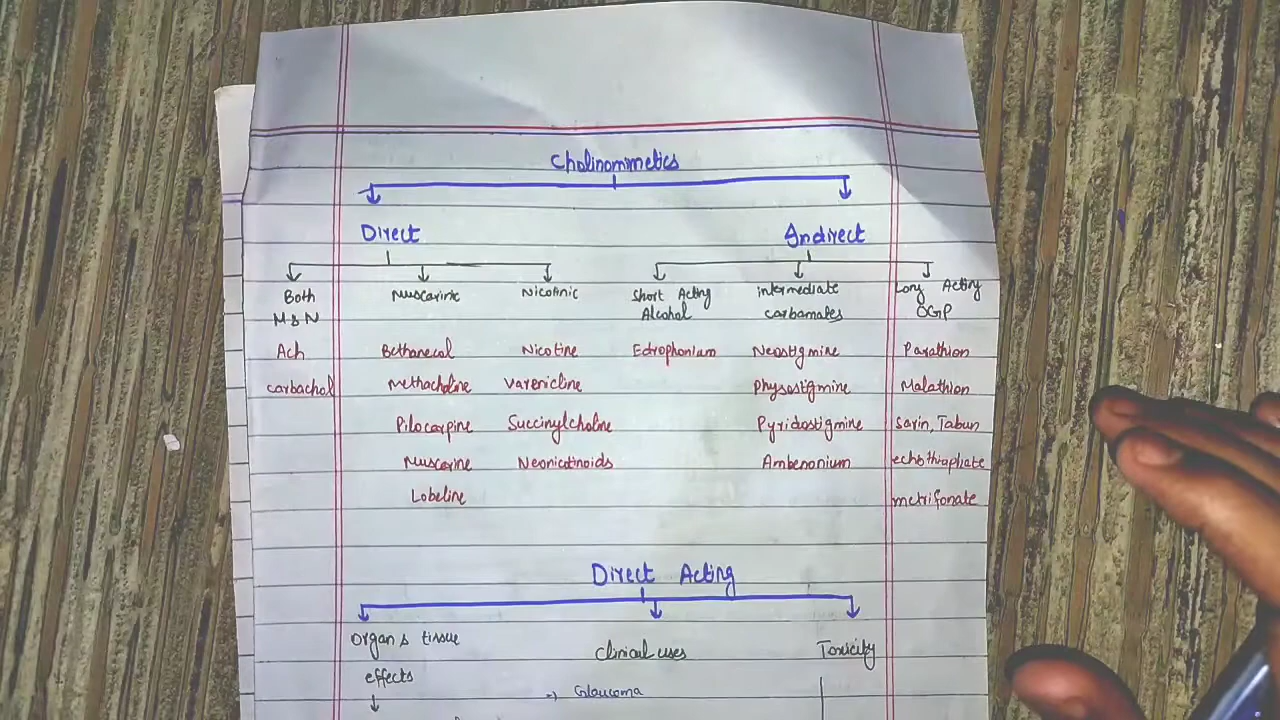 Cholinomimetics
Direct Indirect
Both Muscarinic Nicotinic Short Acting intermediate Long Acting
M & N Alcohol carbamates OGP
Ach Bethanecol Nicotine Edrophonium Neostigmine Parathion
carbachol Methacholine varenicline physostigmine Malathion
Pilocarpine Succinylcholine Pyridostigmine sarin, Tabun
Muscarine Neonicotinoids Ambenonium echothiophate
Lobeline metrifonate
Direct Acting
organ & tissue Clinical uses Toxicity
effects
→ Glaucoma